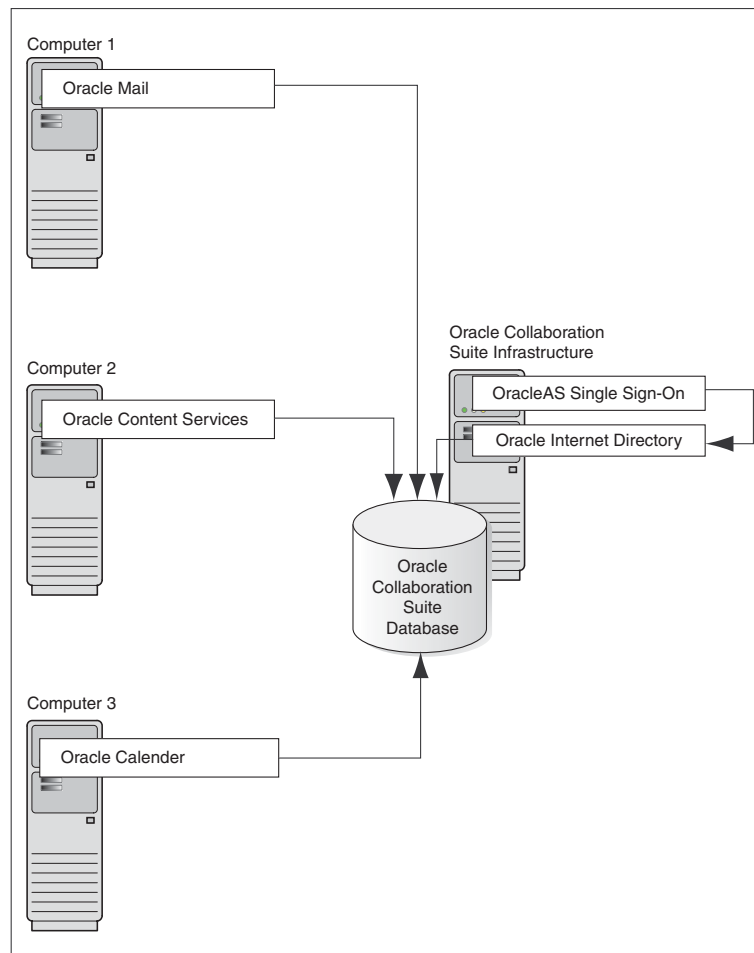 Computer 1
Oracle Mail
Oracle Collaboration
Suite Infrastructure
OracleAS Single Sign-On
Oracle Internet Directory
Computer 2
Oracle Content Services
Oracle
Collaboration
Suite
Database
Computer 3
Oracle Calender